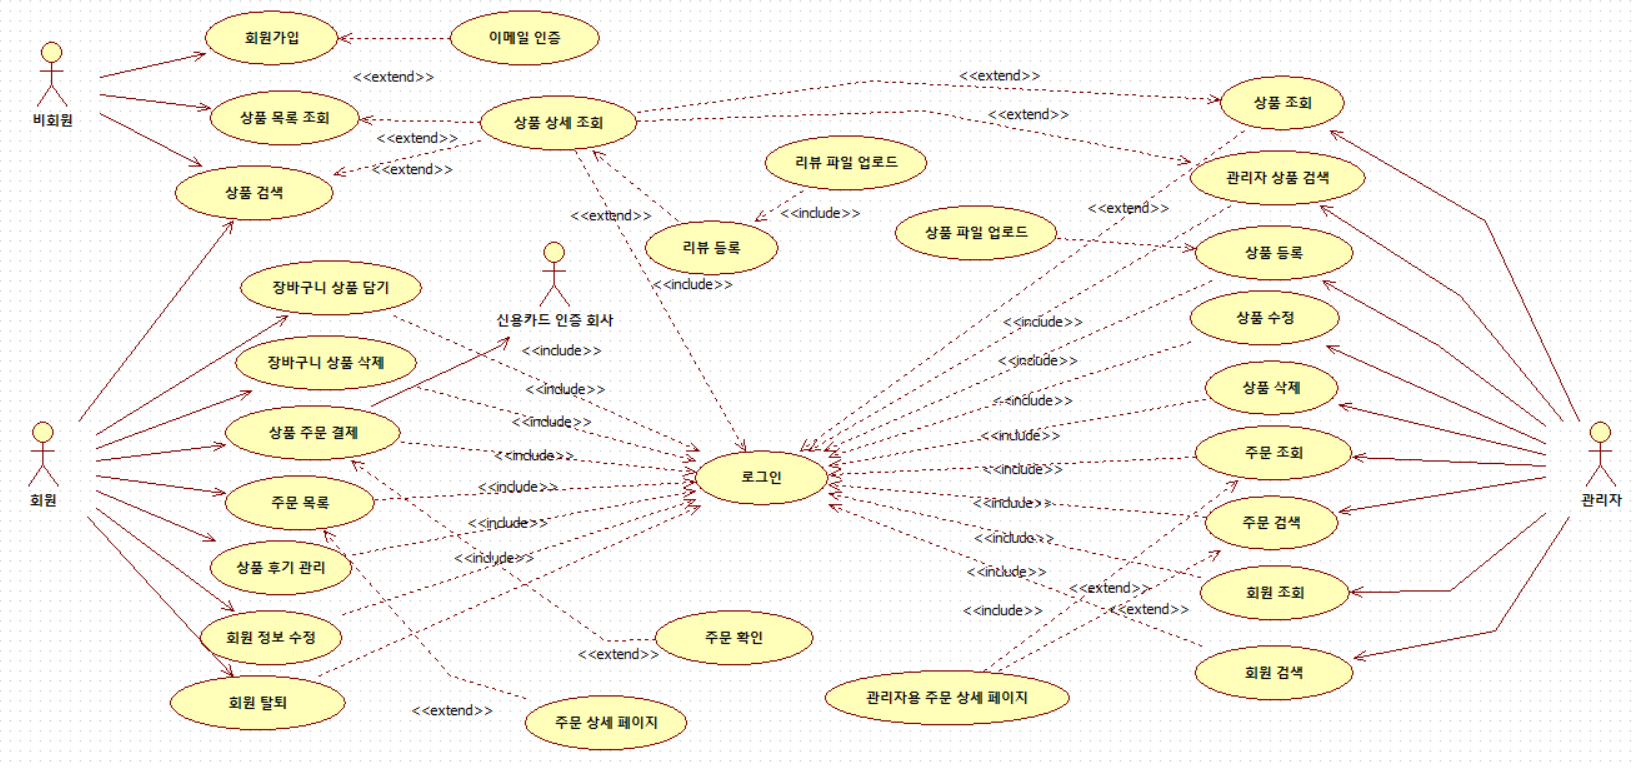 회원가입
이메일 인증
<<extend>>
<<extend>>
비회원
상품 목록 조회
상품 상세 조회
<<extend>>
상품 조회
<<extend>>
<<extend>>
리뷰 파일 업로드
관리자 상품 검색
상품 검색
<<extend>>
<<include>>
<<extend>>
상품 파일 업로드
리뷰 등록
상품 등록
장바구니 상품 담기
<<include>>
신용카드 인증 회사
<<include>>
상품 수정
<<include>>
장바구니 상품 삭제
<<include>>
<<include>>
상품 삭제
<<include>>
<<include>>
상품 주문 결제
<<include>>
<<include>>
주문 조회
<<include>>
로그인
<<include>>
회원
관리자
주문 목록
<<include>>
<<include>>
주문 검색
<<include>>
<<include>>
상품 후기 관리
<<include>>
<<extend>>
회원 조회
<<include>>
<<extend>>
회원 정보 수정
주문 확인
<<extend>>
회원 검색
회원 탈퇴
관리자용 주문 상세 페이지
<<extend>>
주문 상세 페이지